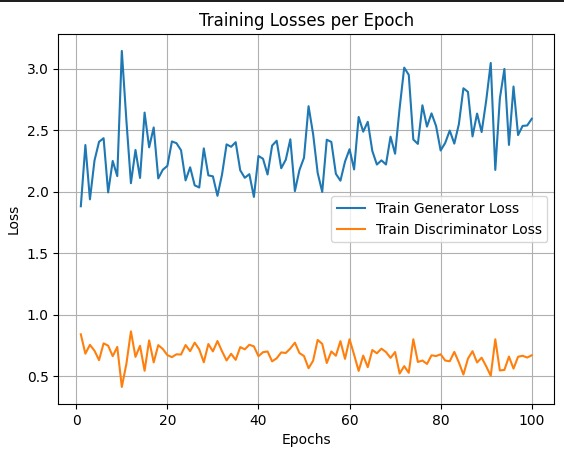 Training Losses per Epoch
3.0
2.5
2.0
1.5
1.0
0.5
Loss
Train Generator Loss
Train Discriminator Loss
0 20 40 60 80 100
Epochs